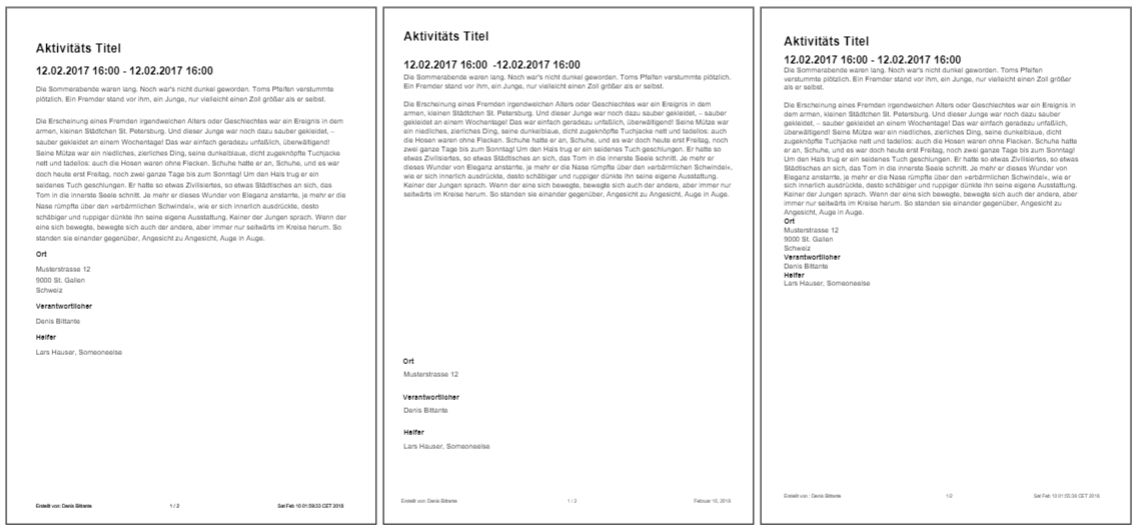 Aktivitäts Titel
12.02.2017 16:00 - 12.02.2017 16:00
Die Sommerabende waren lang. Noch war's nicht dunkel geworden. Toms Pfeifen verstummte
plötzlich. Ein Fremder stand vor ihm, ein Junge, nur vielleicht einen Zoll größer als er selbst.
Die Erscheinung eines Fremden irgendwelchen Alters oder Geschlechtes war ein Ereignis in dem
armen, kleinen Städtchen St. Petersburg. Und dieser Junge war noch dazu sauber gekleidet, –
sauber gekleidet an einem Wochentage! Das war einfach geradezu unfaßlich, überwältigend!
Seine Mütze war ein niedliches, zierliches Ding, seine dunkelblaue, dicht zugeknöpfte Tuchjacke
nett und tadellos: auch die Hosen waren ohne Flecken. Schuhe hatte er an, Schuhe, und es war
doch heute erst Freitag, noch zwei ganze Tage bis zum Sonntag! Um den Hals trug er ein
seidenes Tuch geschlungen. Er hatte so etwas Zivilisiertes, so etwas Städtisches an sich, das
Tom in die innerste Seele schnitt. Je mehr er dieses Wunder von Eleganz anstarrte, je mehr er
die Nase rümpfte über den »erbärmlichen Schwindel«, wie er sich innerlich ausdrückte, desto
schäbiger und ruppiger dünkte ihn seine eigene Ausstattung. Keiner der Jungen sprach. Wenn der
eine sich bewegte, bewegte sich auch der andere, aber immer nur seitwärts im Kreise herum. So
standen sie einander gegenüber, Angesicht zu Angesicht, Auge in Auge.
Ort
Musterstrasse 12
9000 St. Gallen
Schweiz
Verantwortlicher
Denis Bittante
Helfer
Lars Hauser, Someoneelse
Erstellt von: Denis Bittante 1 / 2 Sat Feb 10 01:59:23 CET 2018
Aktivitäts Titel
12.02.2017 16:00 -12.02.2017 16:00
Die Sommerabende waren lang. Noch war's nicht dunkel geworden. Toms Pfeifen verstummte plötzlich.
Ein Fremder stand vor ihm, ein Junge, nur vielleicht einen Zoll größer als er selbst.
Die Erscheinung eines Fremden irgendwelchen Alters oder Geschlechtes war ein Ereignis in dem
armen, kleinen Städtchen St. Petersburg. Und dieser Junge war noch dazu sauber gekleidet, – sauber
gekleidet an einem Wochentage! Das war einfach geradezu unfaßlich, überwältigend! Seine Mütze war
ein niedliches, zierliches Ding, seine dunkelblaue, dicht zugeknöpfte Tuchjacke nett und tadellos: auch
die Hosen waren ohne Flecken. Schuhe hatte er an, Schuhe, und es war doch heute erst Freitag, noch
zwei ganze Tage bis zum Sonntag! Um den Hals trug er ein seidenes Tuch geschlungen. Er hatte so
etwas Zivilisiertes, so etwas Städtisches an sich, das Tom in die innerste Seele schnitt. Je mehr er
dieses Wunder von Eleganz anstarrte, je mehr er die Nase rümpfte über den »erbärmlichen Schwindel«,
wie er sich innerlich ausdrückte, desto schäbiger und ruppiger dünkte ihn seine eigene Ausstattung.
Keiner der Jungen sprach. Wenn der eine sich bewegte, bewegte sich auch der andere, aber immer nur
seitwärts im Kreise herum. So standen sie einander gegenüber, Angesicht zu Angesicht, Auge in Auge.
Ort
Musterstrasse 12
Verantwortlicher
Denis Bittante
Helfer
Lars Hauser, Someoneelse
Erstellt von: Denis Bittante 1 / 2 Februar 10, 2018
Aktivitäts Titel
12.02.2017 16:00 - 12.02.2017 16:00
Die Sommerabende waren lang. Noch war's nicht dunkel geworden. Toms Pfeifen
verstummte plötzlich. Ein Fremder stand vor ihm, ein Junge, nur vielleicht einen Zoll größer
als er selbst.
Die Erscheinung eines Fremden irgendwelchen Alters oder Geschlechtes war ein Ereignis in
dem armen, kleinen Städtchen St. Petersburg. Und dieser Junge war noch dazu sauber
gekleidet, – sauber gekleidet an einem Wochentage! Das war einfach geradezu unfaßlich,
überwältigend! Seine Mütze war ein niedliches, zierliches Ding, seine dunkelblaue, dicht
zugeknöpfte Tuchjacke nett und tadellos: auch die Hosen waren ohne Flecken. Schuhe hatte
er an, Schuhe, und es war doch heute erst Freitag, noch zwei ganze Tage bis zum Sonntag!
Um den Hals trug er ein seidenes Tuch geschlungen. Er hatte so etwas Zivilisiertes, so etwas
Städtisches an sich, das Tom in die innerste Seele schnitt. Je mehr er dieses Wunder von
Eleganz anstarrte, je mehr er die Nase rümpfte über den »erbärmlichen Schwindel«, wie er
sich innerlich ausdrückte, desto schäbiger und ruppiger dünkte ihn seine eigene Ausstattung.
Keiner der Jungen sprach. Wenn der eine sich bewegte, bewegte sich auch der andere, aber
immer nur seitwärts im Kreise herum. So standen sie einander gegenüber, Angesicht zu
Angesicht, Auge in Auge.
Ort
Musterstrasse 12
9000 St. Gallen
Schweiz
Verantwortlicher
Denis Bittante
Helfer
Lars Hauser, Someoneelse
Erstellt von : Denis Bittante 1/2 Sat Feb 10 01:55:38 CET 2018